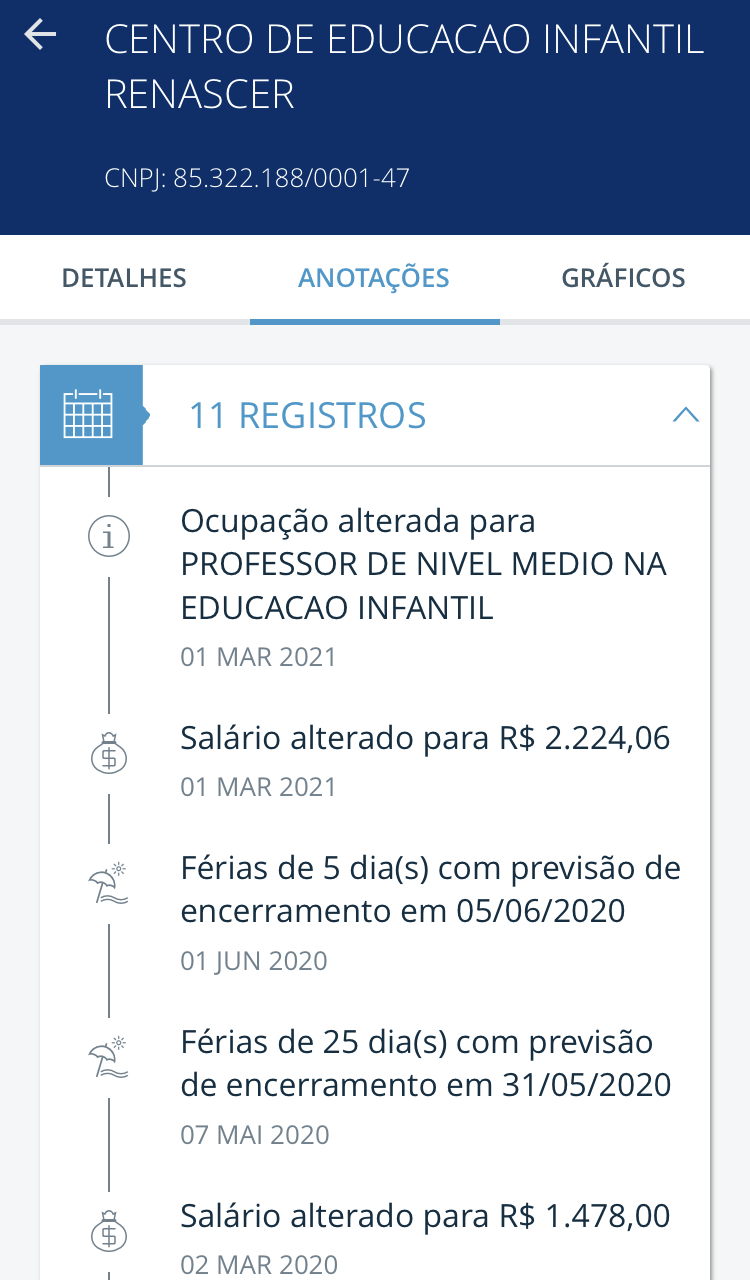 CENTRO DE EDUCACAO INFANTIL
RENASCER
CNPJ: 85.322.188/0001-47
DETALHES
ANOTAÇÕES
GRÁFICOS
11 REGISTROS
Ocupação alterada para
PROFESSOR DE NIVEL MEDIO NA
EDUCACAO INFANTIL
01 MAR 2021
Salário alterado para R$ 2.224,06
01 MAR 2021
Férias de 5 dia(s) com previsão de
encerramento em 05/06/2020
01 JUN 2020
Férias de 25 dia(s) com previsão
de encerramento em 31/05/2020
07 MAI 2020
Salário alterado para R$ 1.478,00
02 MAR 2020